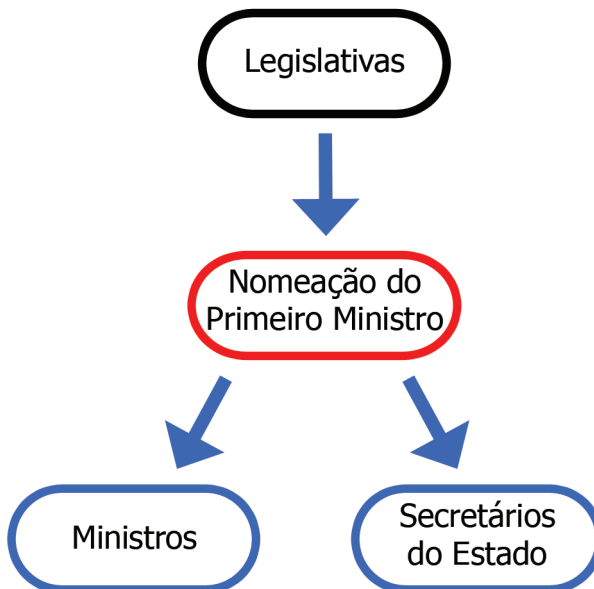 Legislativas
Nomeação do
Primeiro Ministro
Ministros
Secretários
do Estado